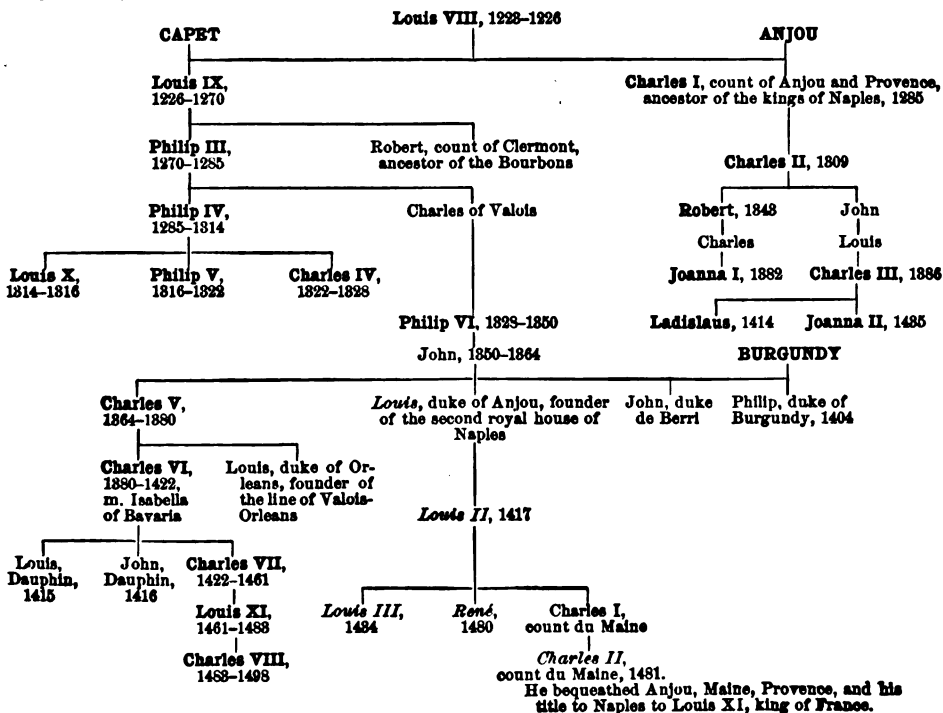 Louis VIII, 1223–1226
CAPET
ANJOU
Louis IX,
1226–1270
Charles I, count of Anjou and Provence,
ancestor of the kings of Naples, 1285
Philip III,
1270–1285
Robert, count of Clermont,
ancestor of the Bourbons
Charles II, 1309
Philip IV,
1285–1314
Charles of Valois
Robert, 1343
John
Charles
Louis
Louis X,
1314–1316
Philip V,
1316–1322
Charles IV,
1322–1328
Joanna I, 1382
Charles III, 1386
Philip VI, 1328–1350
Ladislaus, 1414
Joanna II, 1435
John, 1350–1364
BURGUNDY
Charles V,
1364–1380
Louis, duke of Anjou, founder
of the second royal house of
Naples
John, duke
de Berri
Philip, duke of
Burgundy, 1404
Charles VI,
1380–1422,
m. Isabella
of Bavaria
Louis, duke of Or-
leans, founder of
the line of Valois-
Orleans
Louis II, 1417
Louis,
Dauphin,
1415
John,
Dauphin,
1416
Charles VII,
1422–1461
Louis XI,
1461–1483
Louis III,
1434
René,
1480
Charles I,
count du Maine
Charles VIII,
1483–1498
Charles II,
count du Maine, 1481.
He bequeathed Anjou, Maine, Provence, and his
title to Naples to Louis XI, king of France.